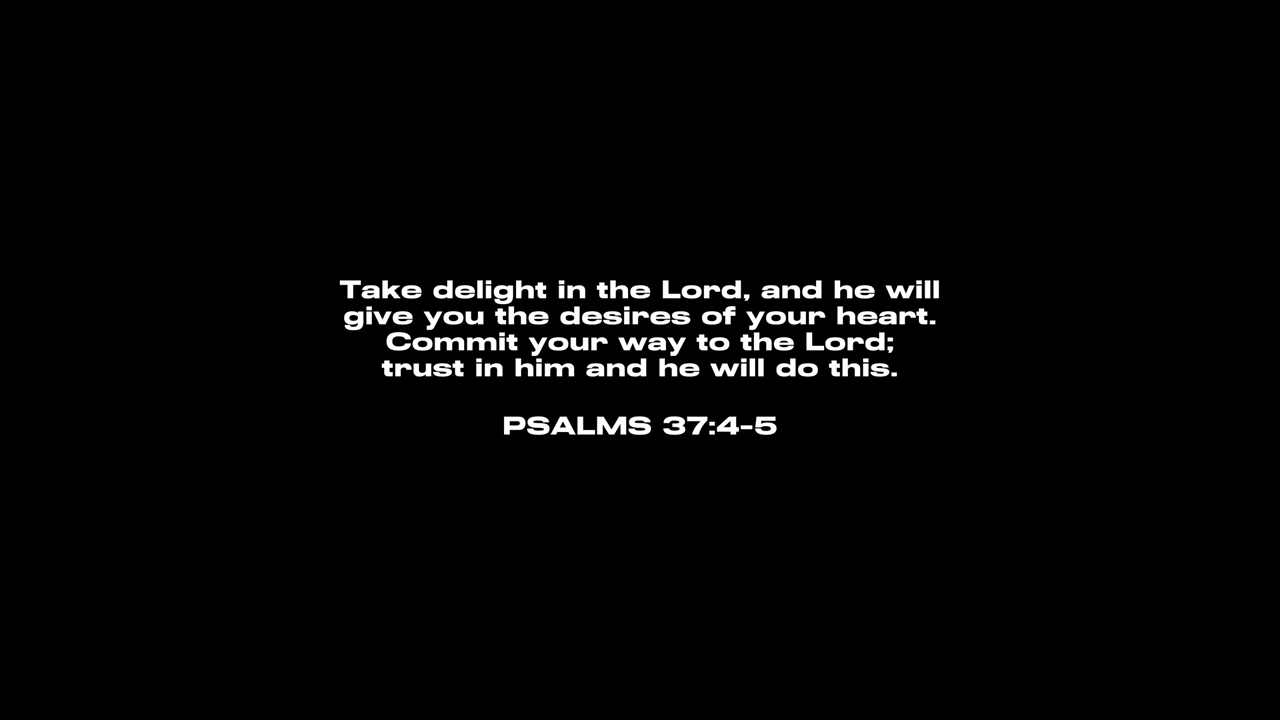 Take delight in the Lord, and he will
give you the desires of your heart.
Commit your way to the Lord;
trust in him and he will do this.
PSALMS 37:4-5